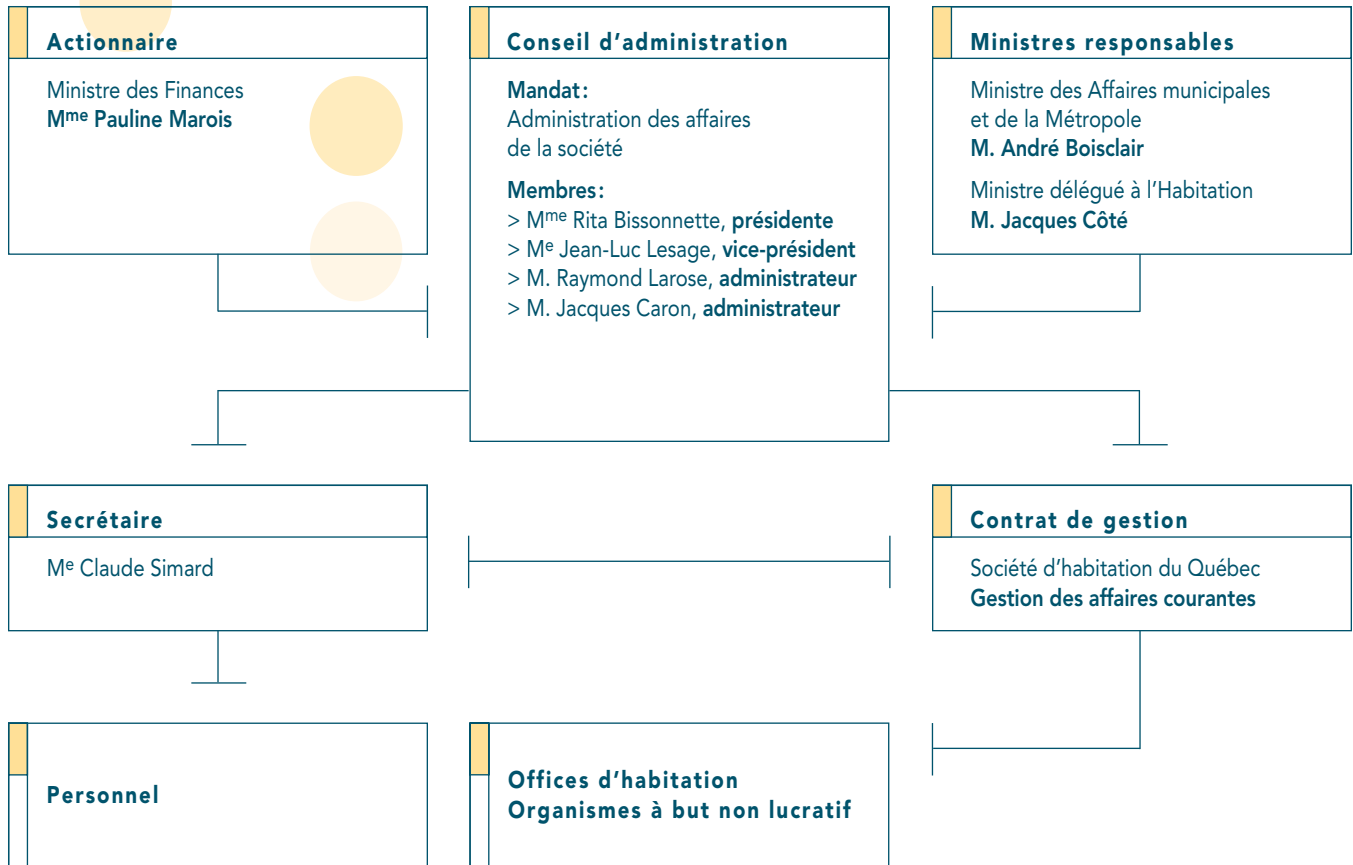 Actionnaire
Ministre des Finances
Mme Pauline Marois
Conseil d'administration
Mandat:
Administration des affaires
de la société
Membres:
> Mme Rita Bissonnette, présidente
> Me Jean-Luc Lesage, vice-président
> M. Raymond Larose, administrateur
> M. Jacques Caron, administrateur
Ministres responsables
Ministre des Affaires municipales
et de la Métropole
M. André Boisclair
Ministre délégué à l'Habitation
M. Jacques Côté
Secrétaire
Me Claude Simard
Contrat de gestion
Société d'habitation du Québec
Gestion des affaires courantes
Personnel
Offices d'habitation
Organismes à but non lucratif